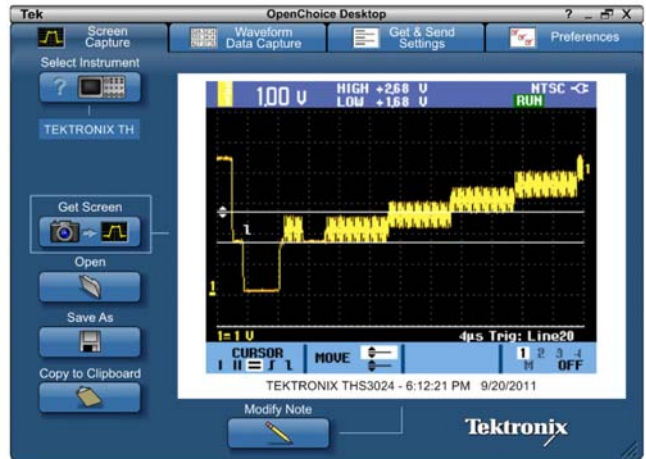 Tek OpenChoice Desktop ? _ X
Screen
Capture
Waveform
Data Capture
Get & Send
Settings
Preferences
Select Instrument
?
TEKTRONIX TH
Get Screen
Open
Save As
Copy to Clipboard
1,00 V HIGH +2,68 V NTSC
LOW +1,68 V RUN
1
1
1= 1 V 4µs Trig: Line20
CURSOR MOVE 1 2 3 4
M OFF
TEKTRONIX THS3024 - 6:12:21 PM 9/20/2011
Modify Note
Tektronix